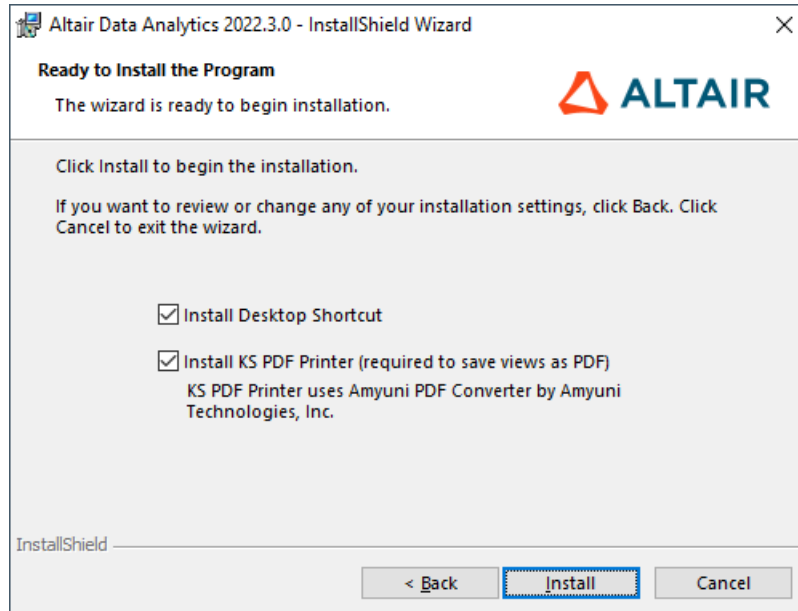 Altair Data Analytics 2022.3.0 - InstallShield Wizard
Ready to Install the Program
The wizard is ready to begin installation.
ALTAIR
Click Install to begin the installation.
If you want to review or change any of your installation settings, click Back. Click
Cancel to exit the wizard.
Install Desktop Shortcut
Install KS PDF Printer (required to save views as PDF)
KS PDF Printer uses Amyuni PDF Converter by Amyuni
Technologies, Inc.
InstallShield
< Back
Install
Cancel